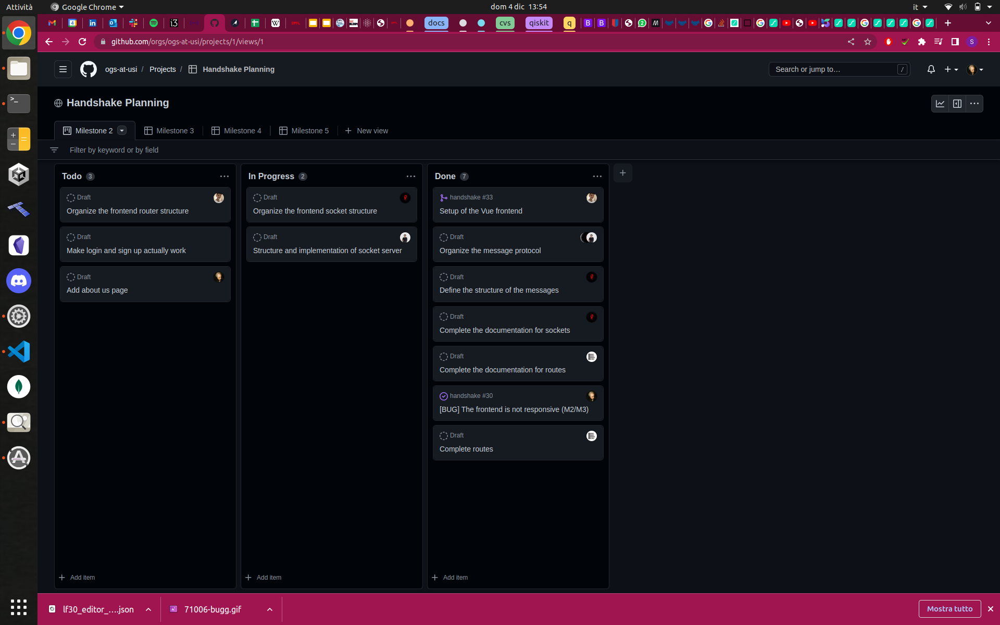 Attività
Google Chrome
dom 4 dic 13:54
it
docs
cvs
qiskit
q
github.com/orgs/ogs-at-usi/projects/1/views/1
S
ogs-at-usi / Projects / Handshake Planning
Search or jump to…
/
Handshake Planning
Milestone 2
Milestone 3
Milestone 4
Milestone 5
New view
Filter by keyword or by field
Todo 3
Draft
Organize the frontend router structure
Draft
Make login and sign up actually work
Draft
Add about us page
Add item
In Progress 2
Draft
Organize the frontend socket structure
Draft
Structure and implementation of socket server
Add item
Done 7
handshake #33
Setup of the Vue frontend
Draft
Organize the message protocol
Draft
Define the structure of the messages
Draft
Complete the documentation for sockets
Draft
Complete the documentation for routes
handshake #30
[BUG] The frontend is not responsive (M2/M3)
Draft
Complete routes
Add item
lf30_editor_....json
71006-bugg.gif
Mostra tutto